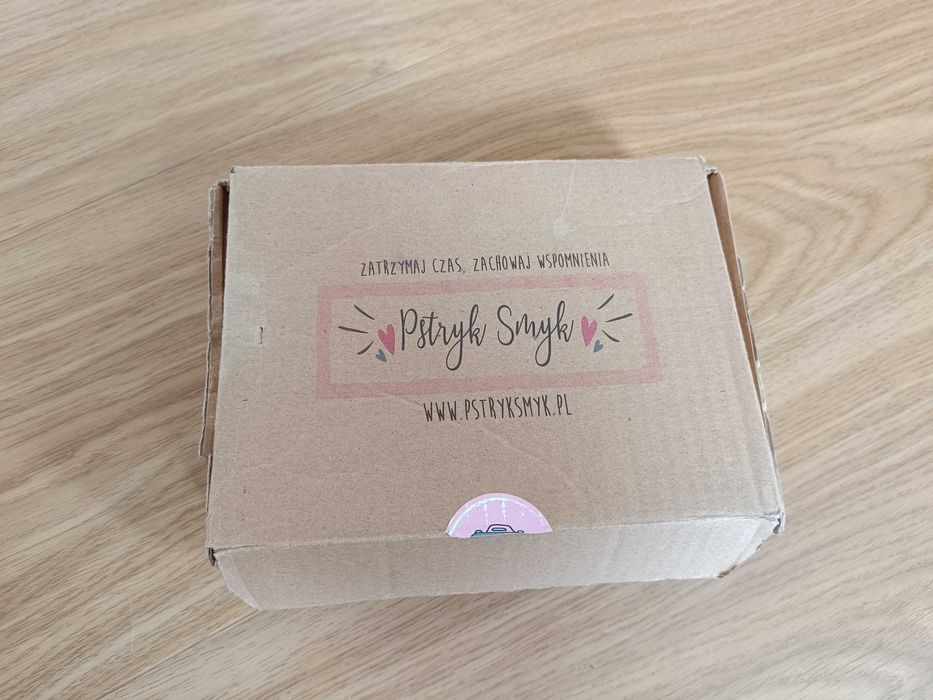 ZATRZYMAJ CZAS, ZACHOWAJ WSPOMNIENIA
Pstryk Smyk
WWW.PSTRYKSMYK.PL